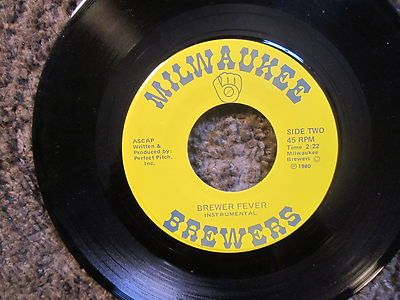 MILWAUKEE
ASCAP
Written &
Produced by:
Perfect Pitch,
Inc.
SIDE TWO
45 RPM
Time 2:22
Milwaukee
Brewers ©
℗ 1980
BREWER FEVER
INSTRUMENTAL
BREWERS